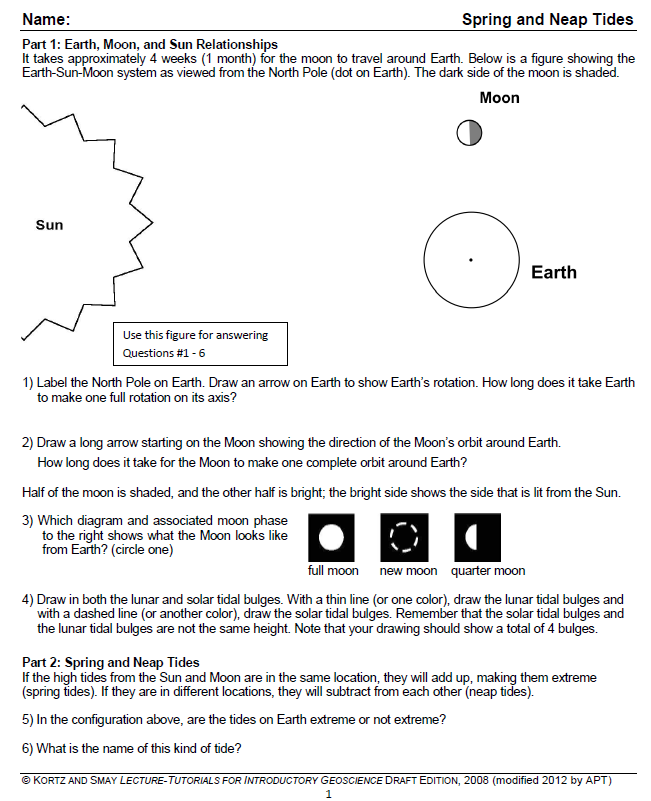 Name: Spring and Neap Tides
Part 1: Earth, Moon, and Sun Relationships
It takes approximately 4 weeks (1 month) for the moon to travel around Earth. Below is a figure showing the
Earth-Sun-Moon system as viewed from the North Pole (dot on Earth). The dark side of the moon is shaded.
Moon
Sun
Earth
Use this figure for answering
Questions #1 - 6
1) Label the North Pole on Earth. Draw an arrow on Earth to show Earth's rotation. How long does it take Earth
to make one full rotation on its axis?
2) Draw a long arrow starting on the Moon showing the direction of the Moon's orbit around Earth.
How long does it take for the Moon to make one complete orbit around Earth?
Half of the moon is shaded, and the other half is bright; the bright side shows the side that is lit from the Sun.
3) Which diagram and associated moon phase
to the right shows what the Moon looks like
from Earth? (circle one)
full moon new moon quarter moon
4) Draw in both the lunar and solar tidal bulges. With a thin line (or one color), draw the lunar tidal bulges and
with a dashed line (or another color), draw the solar tidal bulges. Remember that the solar tidal bulges and
the lunar tidal bulges are not the same height. Note that your drawing should show a total of 4 bulges.
Part 2: Spring and Neap Tides
If the high tides from the Sun and Moon are in the same location, they will add up, making them extreme
(spring tides). If they are in different locations, they will subtract from each other (neap tides).
5) In the configuration above, are the tides on Earth extreme or not extreme?
6) What is the name of this kind of tide?
© KORTZ AND SMAY LECTURE-TUTORIALS FOR INTRODUCTORY GEOSCIENCE DRAFT EDITION, 2008 (modified 2012 by APT)
1